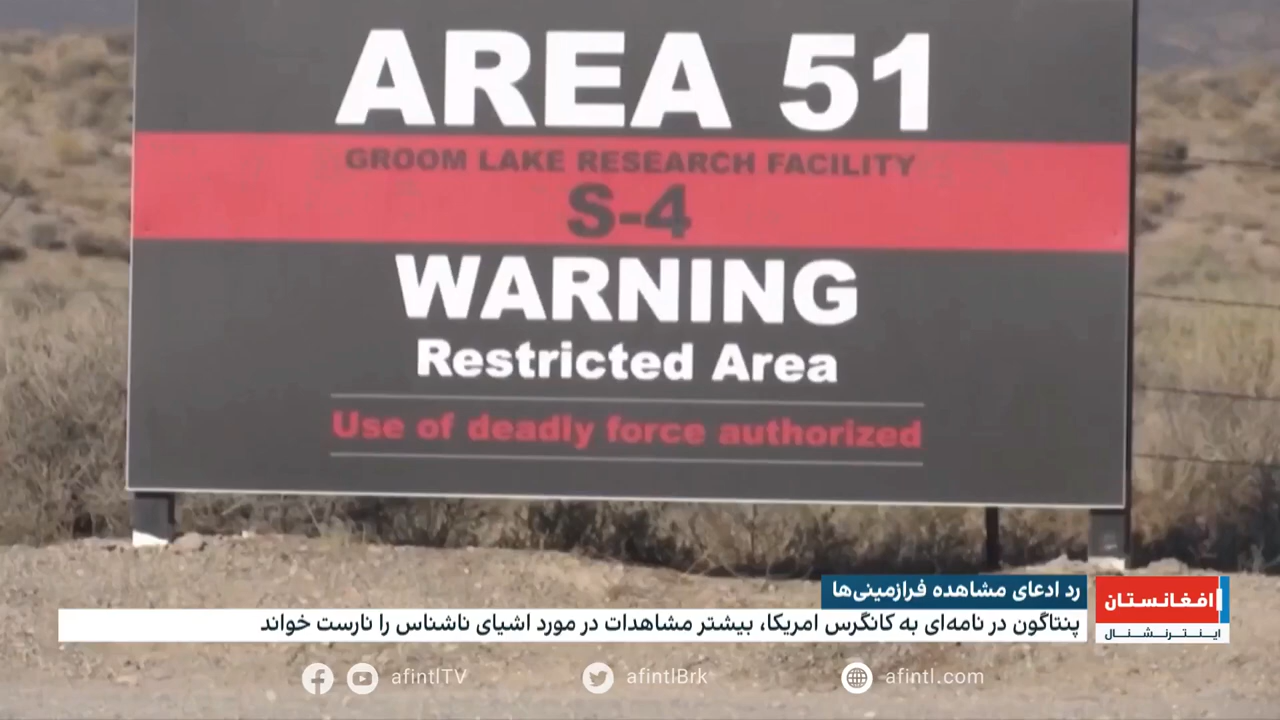 AREA 51
GROOM LAKE RESEARCH FACILITY
S-4
WARNING
Restricted Area
Use of deadly force authorized
رد ادعای مشاهده فرازمینی‌ها
پنتاگون در نامه‌ای به کانگرس امریکا، بیشتر مشاهدات در مورد اشیای ناشناس را نارست خواند
افغانستان
اینترنشنال
afintlTV
afintlBrk
afintl.com